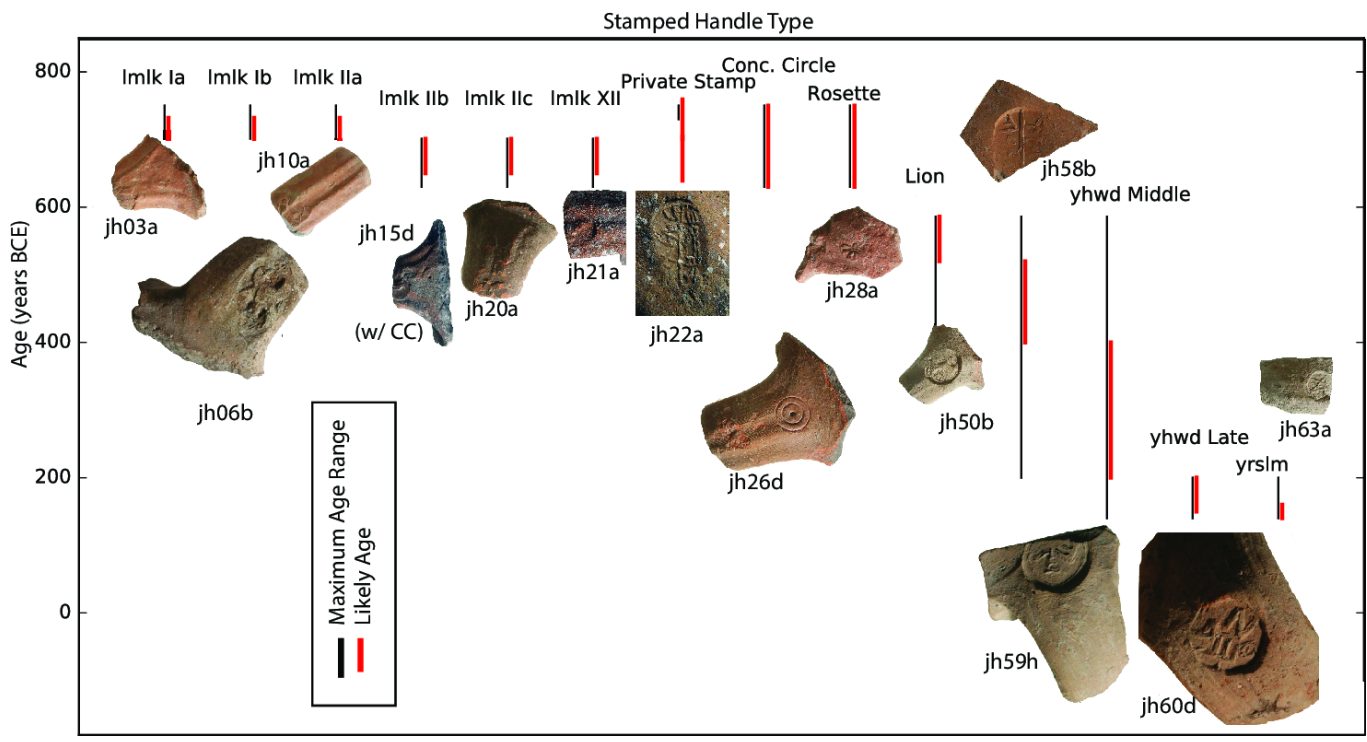 Stamped Handle Type
Age (years BCE)
800
600
400
200
0
lmlk Ia
lmlk Ib
lmlk IIa
lmlk IIb
lmlk IIc
lmlk XII
Private Stamp
Conc. Circle
Rosette
Lion
yhwd Middle
yhwd Late
yrslm
jh03a
jh06b
jh10a
jh15d
(w/ CC)
jh20a
jh21a
jh22a
jh26d
jh28a
jh50b
jh58b
jh59h
jh60d
jh63a
Maximum Age Range
Likely Age